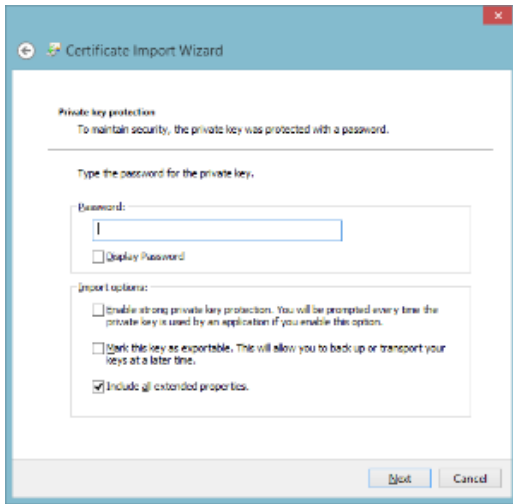 Certificate Import Wizard
Private key protection
To maintain security, the private key was protected with a password.
Type the password for the private key.
Password:
Display Password
Import options:
Enable strong private key protection. You will be prompted every time the
private key is used by an application if you enable this option.
Mark this key as exportable. This will allow you to back up or transport your
keys at a later time.
Include all extended properties.
Next Cancel